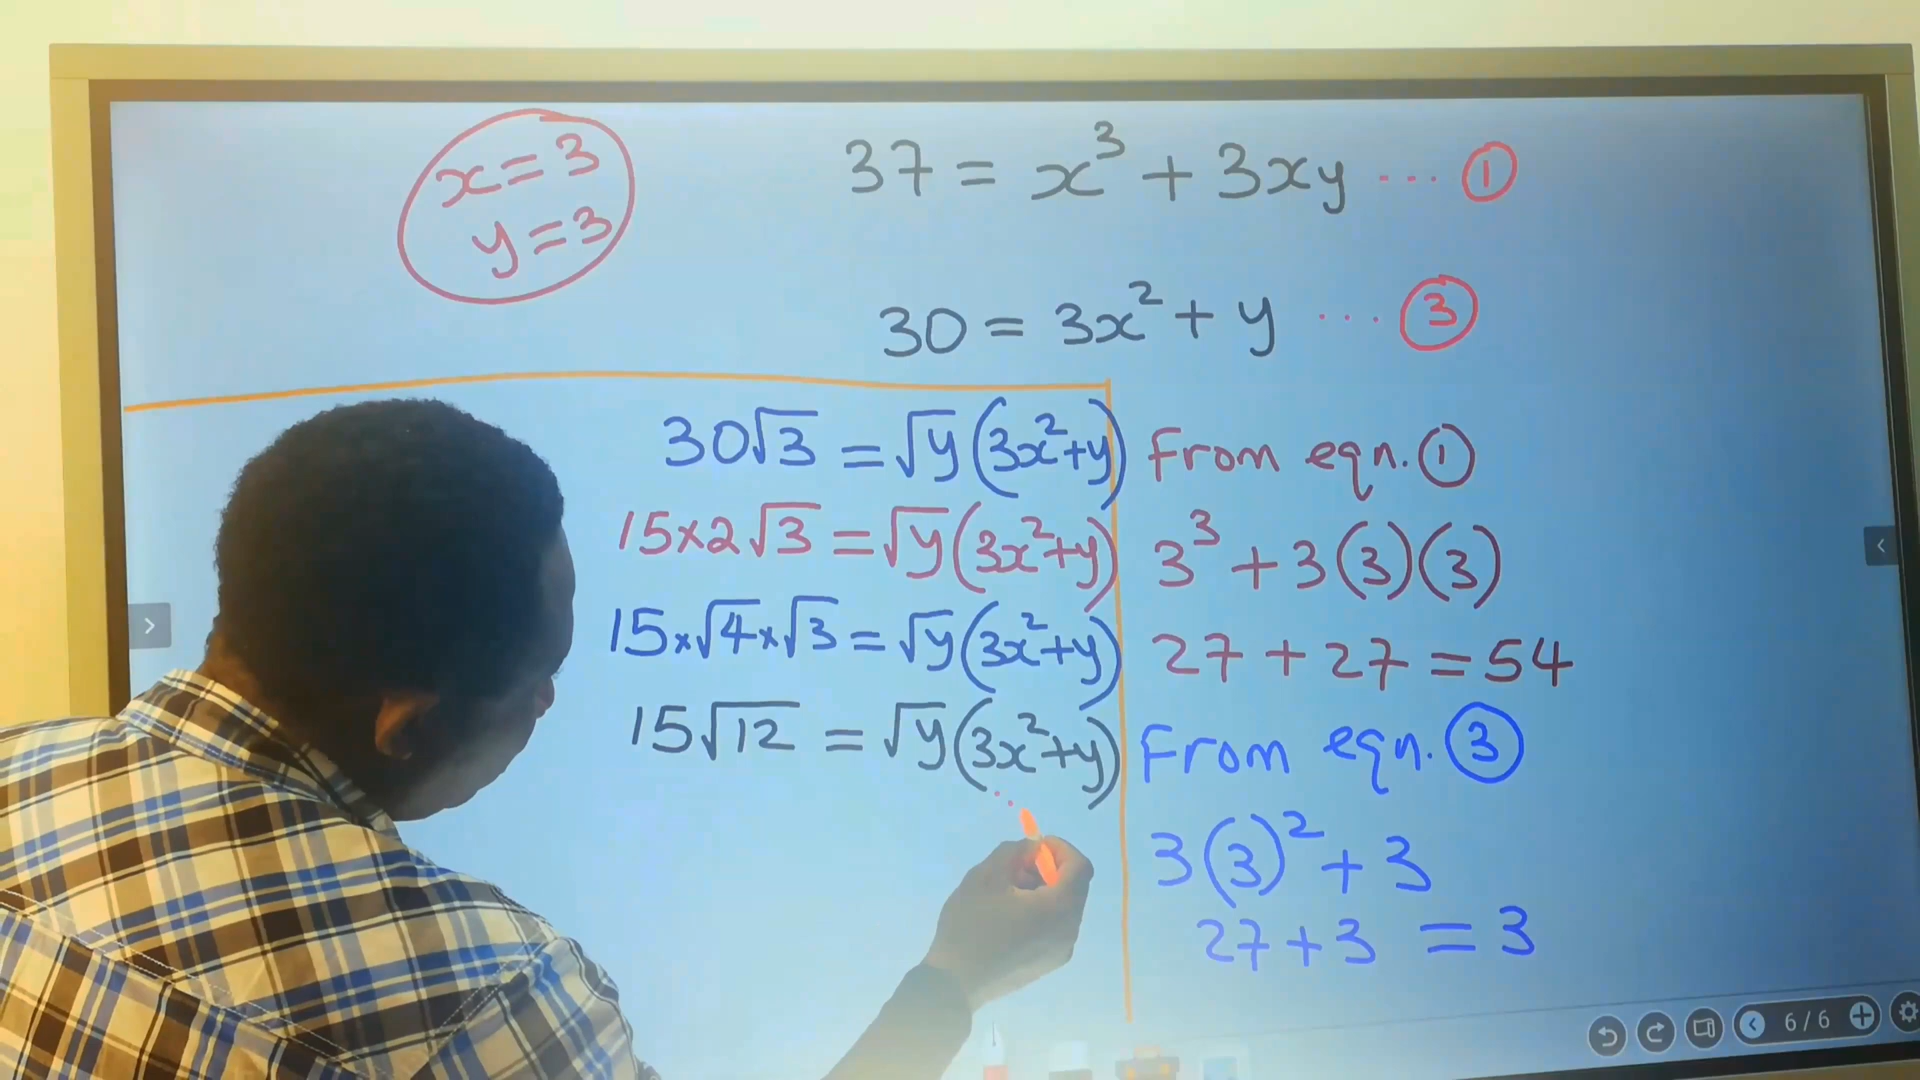 x=3
y=3
37 = x³ + 3xy ... ①
30 = 3x² + y ... ③
30√3 = √y(3x²+y)
15×2√3 = √y(3x²+y)
15×√4×√3 = √y(3x²+y)
15√12 = √y(3x²+y)
From eqn. ①
3³ + 3(3)(3)
27 + 27 = 54
From eqn. ③
3(3)² + 3
27 + 3 = 3
6/6